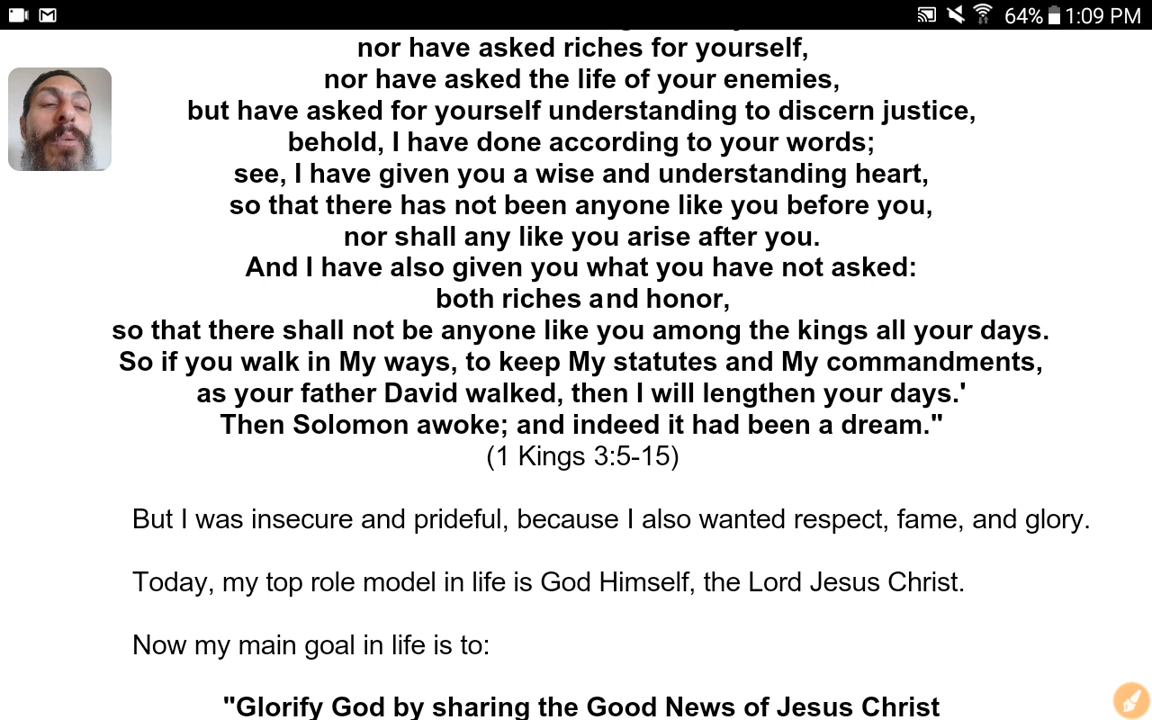 64% 1:09 PM
nor have asked riches for yourself,
nor have asked the life of your enemies,
but have asked for yourself understanding to discern justice,
behold, I have done according to your words;
see, I have given you a wise and understanding heart,
so that there has not been anyone like you before you,
nor shall any like you arise after you.
And I have also given you what you have not asked:
both riches and honor,
so that there shall not be anyone like you among the kings all your days.
So if you walk in My ways, to keep My statutes and My commandments,
as your father David walked, then I will lengthen your days.'
Then Solomon awoke; and indeed it had been a dream."
(1 Kings 3:5-15)
But I was insecure and prideful, because I also wanted respect, fame, and glory.
Today, my top role model in life is God Himself, the Lord Jesus Christ.
Now my main goal in life is to:
"Glorify God by sharing the Good News of Jesus Christ